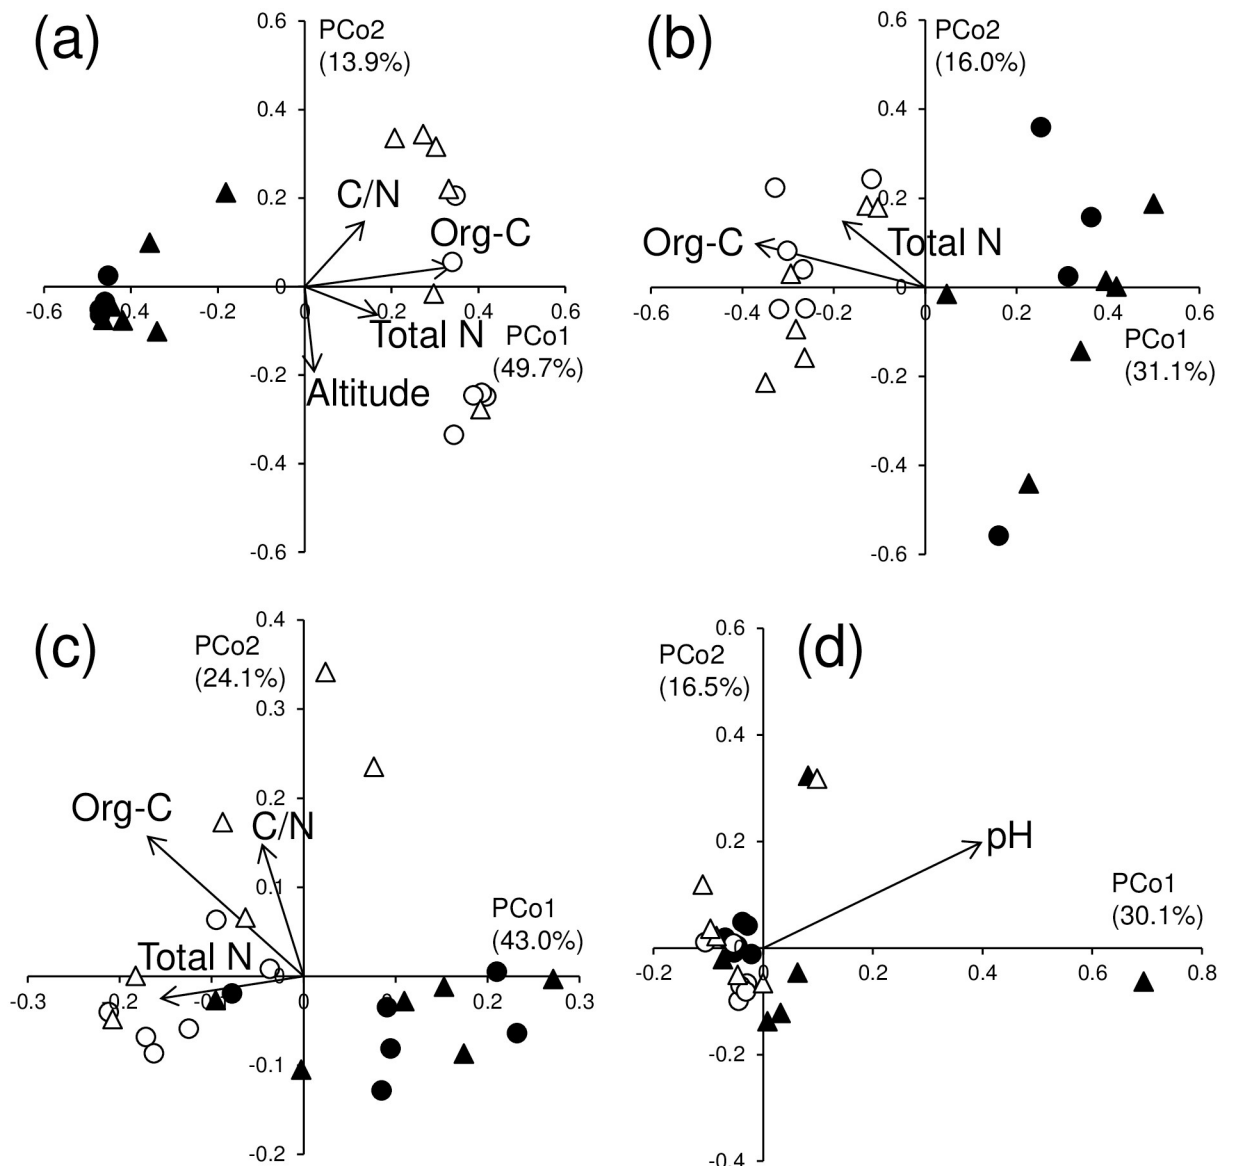 (a)
0.6
PCo2
(13.9%)
0.4
0.2
C/N
Org-C
0
-0.6
-0.4
-0.2
0
0.2
0.4
0.6
Total N
PCo1
(49.7%)
-0.2
Altitude
-0.4
-0.6
(b)
0.6
PCo2
(16.0%)
0.4
0.2
Org-C
Total N
0
-0.6
-0.4
-0.2
0
0.2
0.4
0.6
PCo1
(31.1%)
-0.2
-0.4
-0.6
(c)
0.4
PCo2
(24.1%)
0.3
0.2
Org-C
C/N
0.1
PCo1
(43.0%)
Total N
0
-0.3
-0.2
-0.1
0
0.1
0.2
0.3
-0.1
-0.2
(d)
0.6
PCo2
(16.5%)
0.4
0.2
pH
PCo1
(30.1%)
0
-0.2
0
0.2
0.4
0.6
0.8
-0.2
-0.4